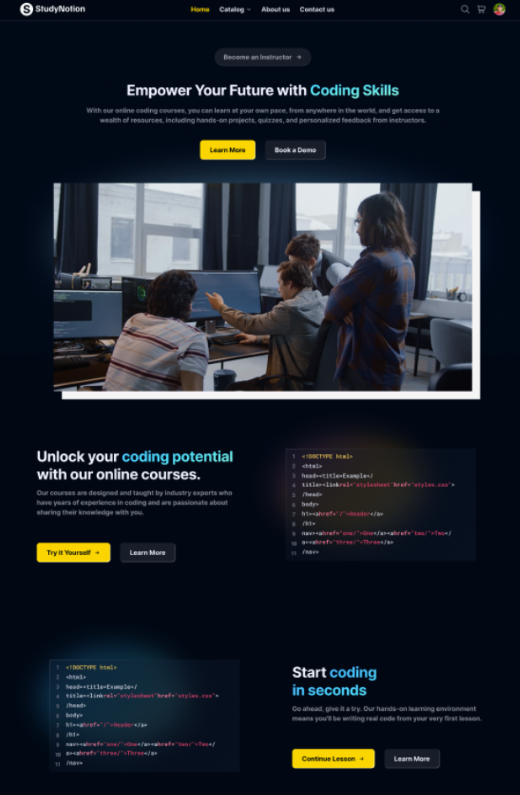 StudyNotion
Home Catalog About us Contact us
Become an Instructor →
Empower Your Future with Coding Skills
With our online coding courses, you can learn at your own pace, from anywhere in the world, and get access to a
wealth of resources, including hands-on projects, quizzes, and personalized feedback from instructors.
Learn More Book a Demo
Unlock your coding potential
with our online courses.
Our courses are designed and taught by industry experts who
have years of experience in coding and are passionate about
sharing their knowledge with you.
Try it Yourself → Learn More
1 <!DOCTYPE html>
2 <html>
3 head><title>Example</
4 title><linkrel="stylesheet"href="styles.css">
5 /head>
6 body>
7 h1><ahref="/">Header</a>
8 /h1>
9 nav><ahref="one/">One</a><ahref="two/">Two</
10 a><ahref="three/">Three</a>
11 /nav>
1 <!DOCTYPE html>
2 <html>
3 head><title>Example</
4 title><linkrel="stylesheet"href="styles.css">
5 /head>
6 body>
7 h1><ahref="/">Header</a>
8 /h1>
9 nav><ahref="one/">One</a><ahref="two/">Two</
10 a><ahref="three/">Three</a>
11 /nav>
Start coding
in seconds
Go ahead, give it a try. Our hands-on learning environment
means you'll be writing real code from your very first lesson.
Continue Lesson → Learn More